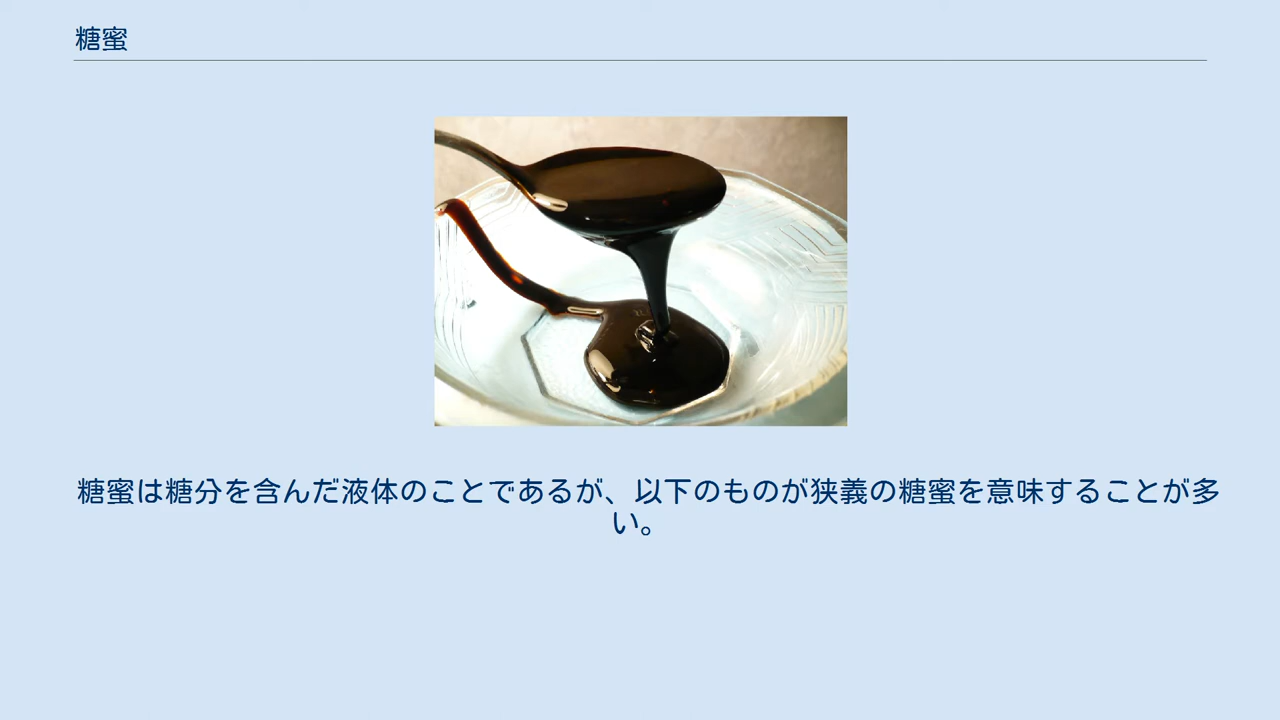 糖蜜
糖蜜は糖分を含んだ液体のことであるが、以下のものが狭義の糖蜜を意味することが多
い。